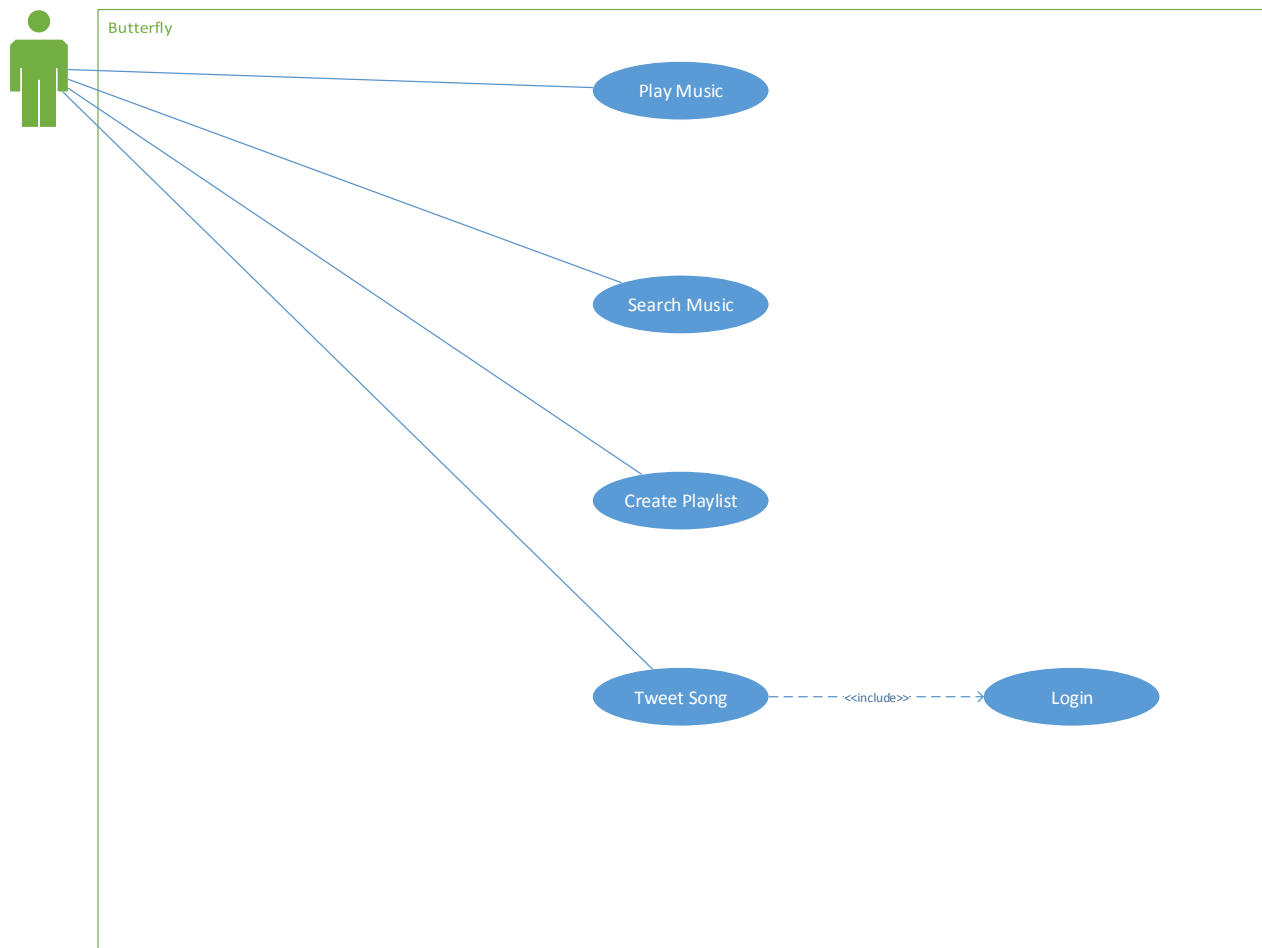 Butterfly
Play Music
Search Music
Create Playlist
Tweet Song
<<include>>
Login